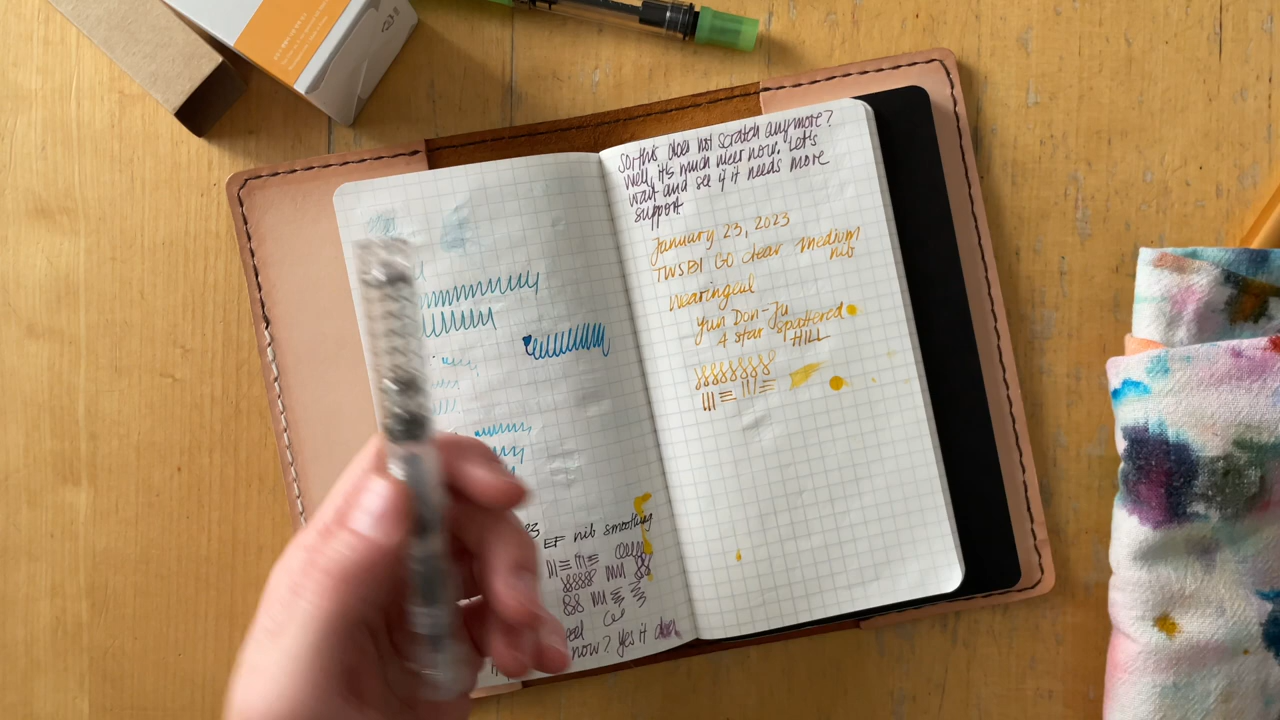 EF nib smoothing
now? yes it does
So this does not scratch anymore?
Well, it's much nicer now. Let's
wait and see if it needs more
support.
January 23, 2023
TWSBI GO clear medium
nib
Wearingeul
Yun Don-Ju
A star spattered
HILL